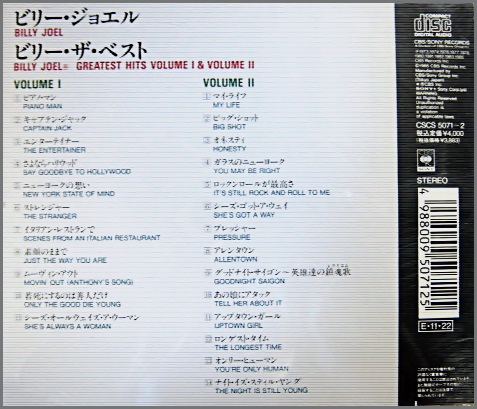 ビリー・ジョエル
BILLY JOEL
ビリー・ザ・ベスト
BILLY JOEL GREATEST HITS VOLUME I & VOLUME II
VOLUME I
ピアノ・マン
PIANO MAN
キャプテン・ジャック
CAPTAIN JACK
エンターテイナー
THE ENTERTAINER
さよならハリウッド
SAY GOODBYE TO HOLLYWOOD
ニューヨークの想い
NEW YORK STATE OF MIND
ストレンジャー
THE STRANGER
イタリアン・レストランで
SCENES FROM AN ITALIAN RESTAURANT
素顔のままで
JUST THE WAY YOU ARE
ムーヴィン・アウト
MOVIN' OUT (ANTHONY'S SONG)
若死にするのは善人だけ
ONLY THE GOOD DIE YOUNG
シーズ・オールウェイズ・ア・ウーマン
SHE'S ALWAYS A WOMAN
VOLUME II
マイ・ライフ
MY LIFE
ビッグ・ショット
BIG SHOT
オネスティ
HONESTY
ガラスのニューヨーク
YOU MAY BE RIGHT
ロックンロールが最高さ
IT'S STILL ROCK AND ROLL TO ME
シーズ・ゴット・ア・ウェイ
SHE'S GOT A WAY
プレッシャー
PRESSURE
アレンタウン
ALLENTOWN
グッドナイト・サイゴン〜英雄達の鎮魂歌
GOODNIGHT SAIGON
あの娘にアタック
TELL HER ABOUT IT
アップタウン・ガール
UPTOWN GIRL
ロンゲスト・タイム
THE LONGEST TIME
オンリー・ヒューマン
YOU'RE ONLY HUMAN
ナイト・イズ・スティル・ヤング
THE NIGHT IS STILL YOUNG
COMPACT
disc
DIGITAL AUDIO
CBS/SONY RECORDS
CSCS 5071~2
税込定価¥4,000
(税抜価格¥3,883)
STEREO
4 988009 507125
E・11・22